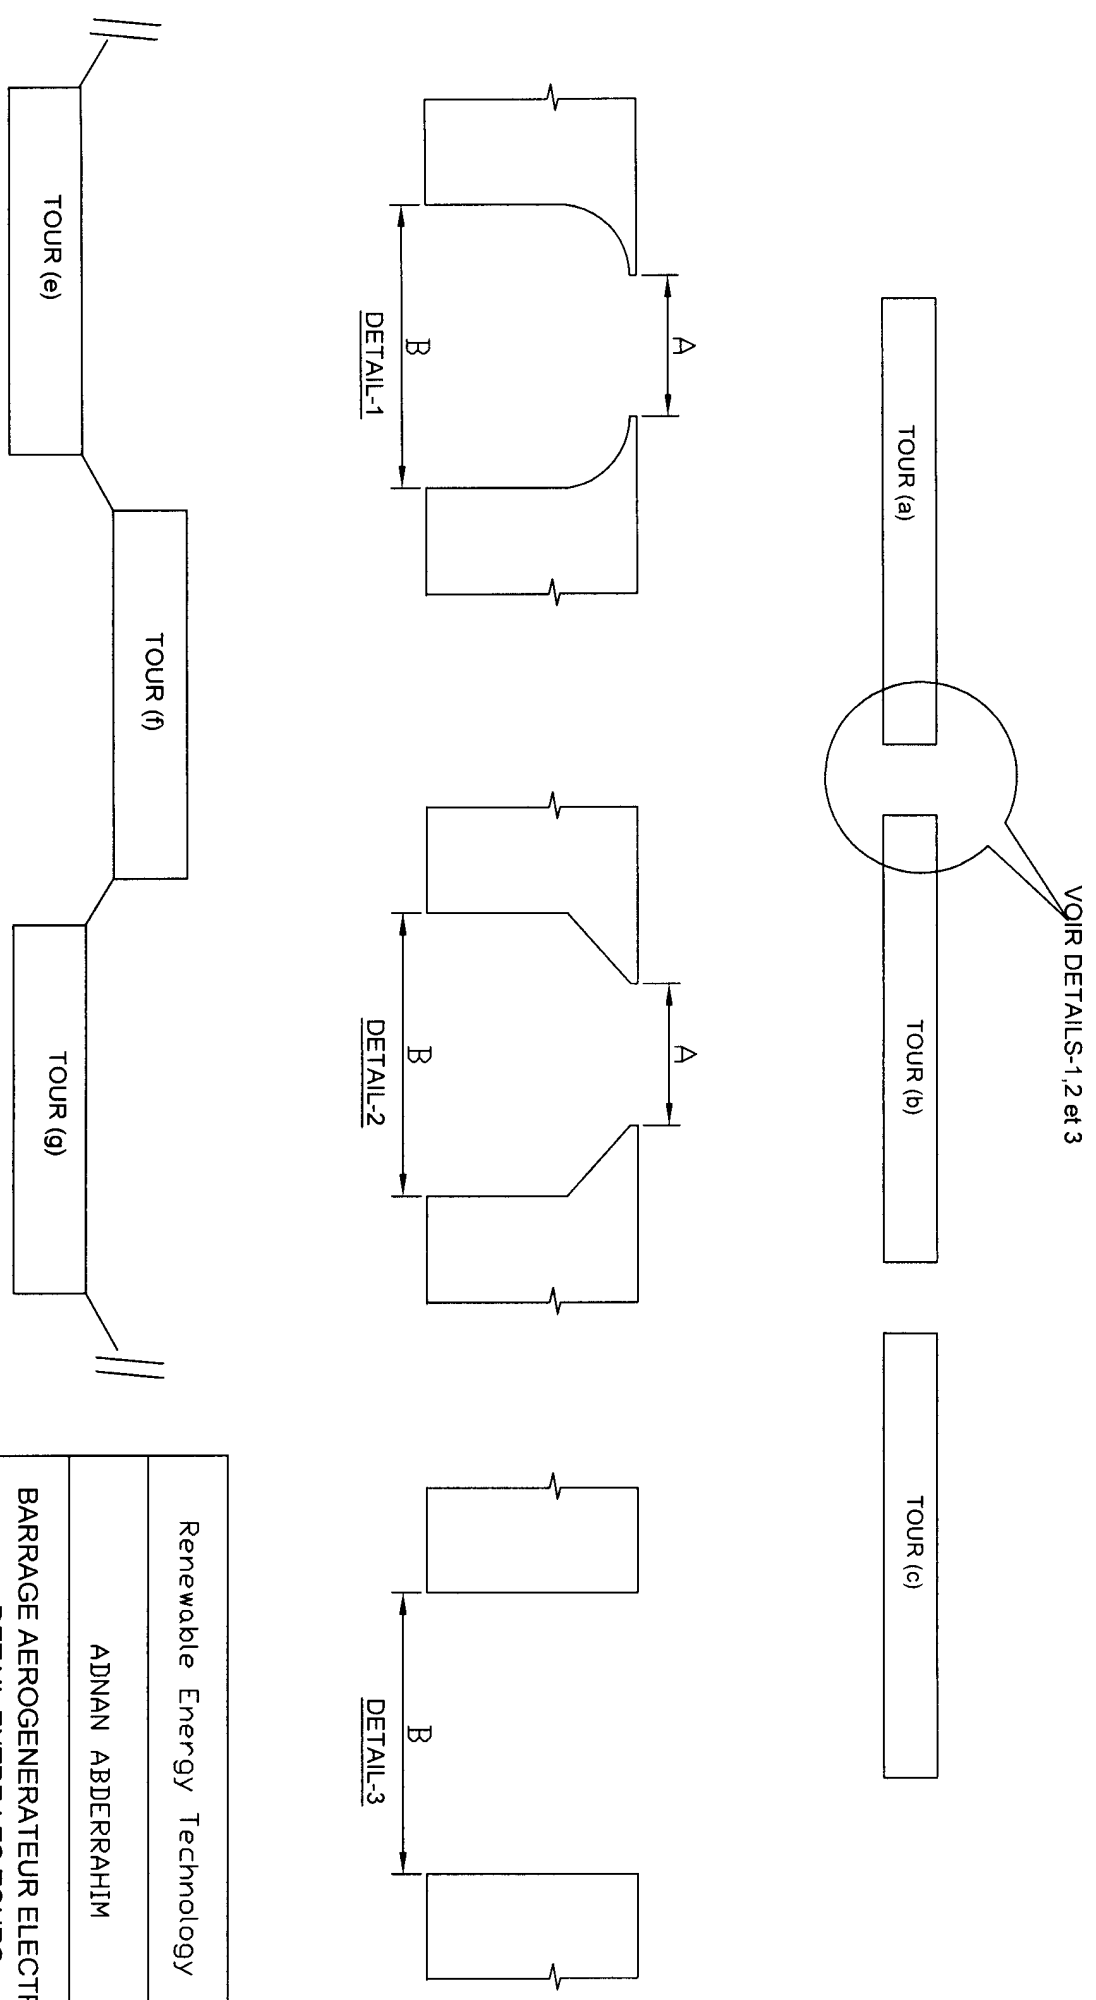 VOIR DETAILS-1,2 et 3
TOUR (a)
TOUR (b)
TOUR (c)
A
B
DETAIL-1
A
B
DETAIL-2
B
DETAIL-3
TOUR (e)
TOUR (f)
TOUR (g)
Renewable Energy Technology
ADNAN ABDERRAHIM
BARRAGE AEROGENERATEUR